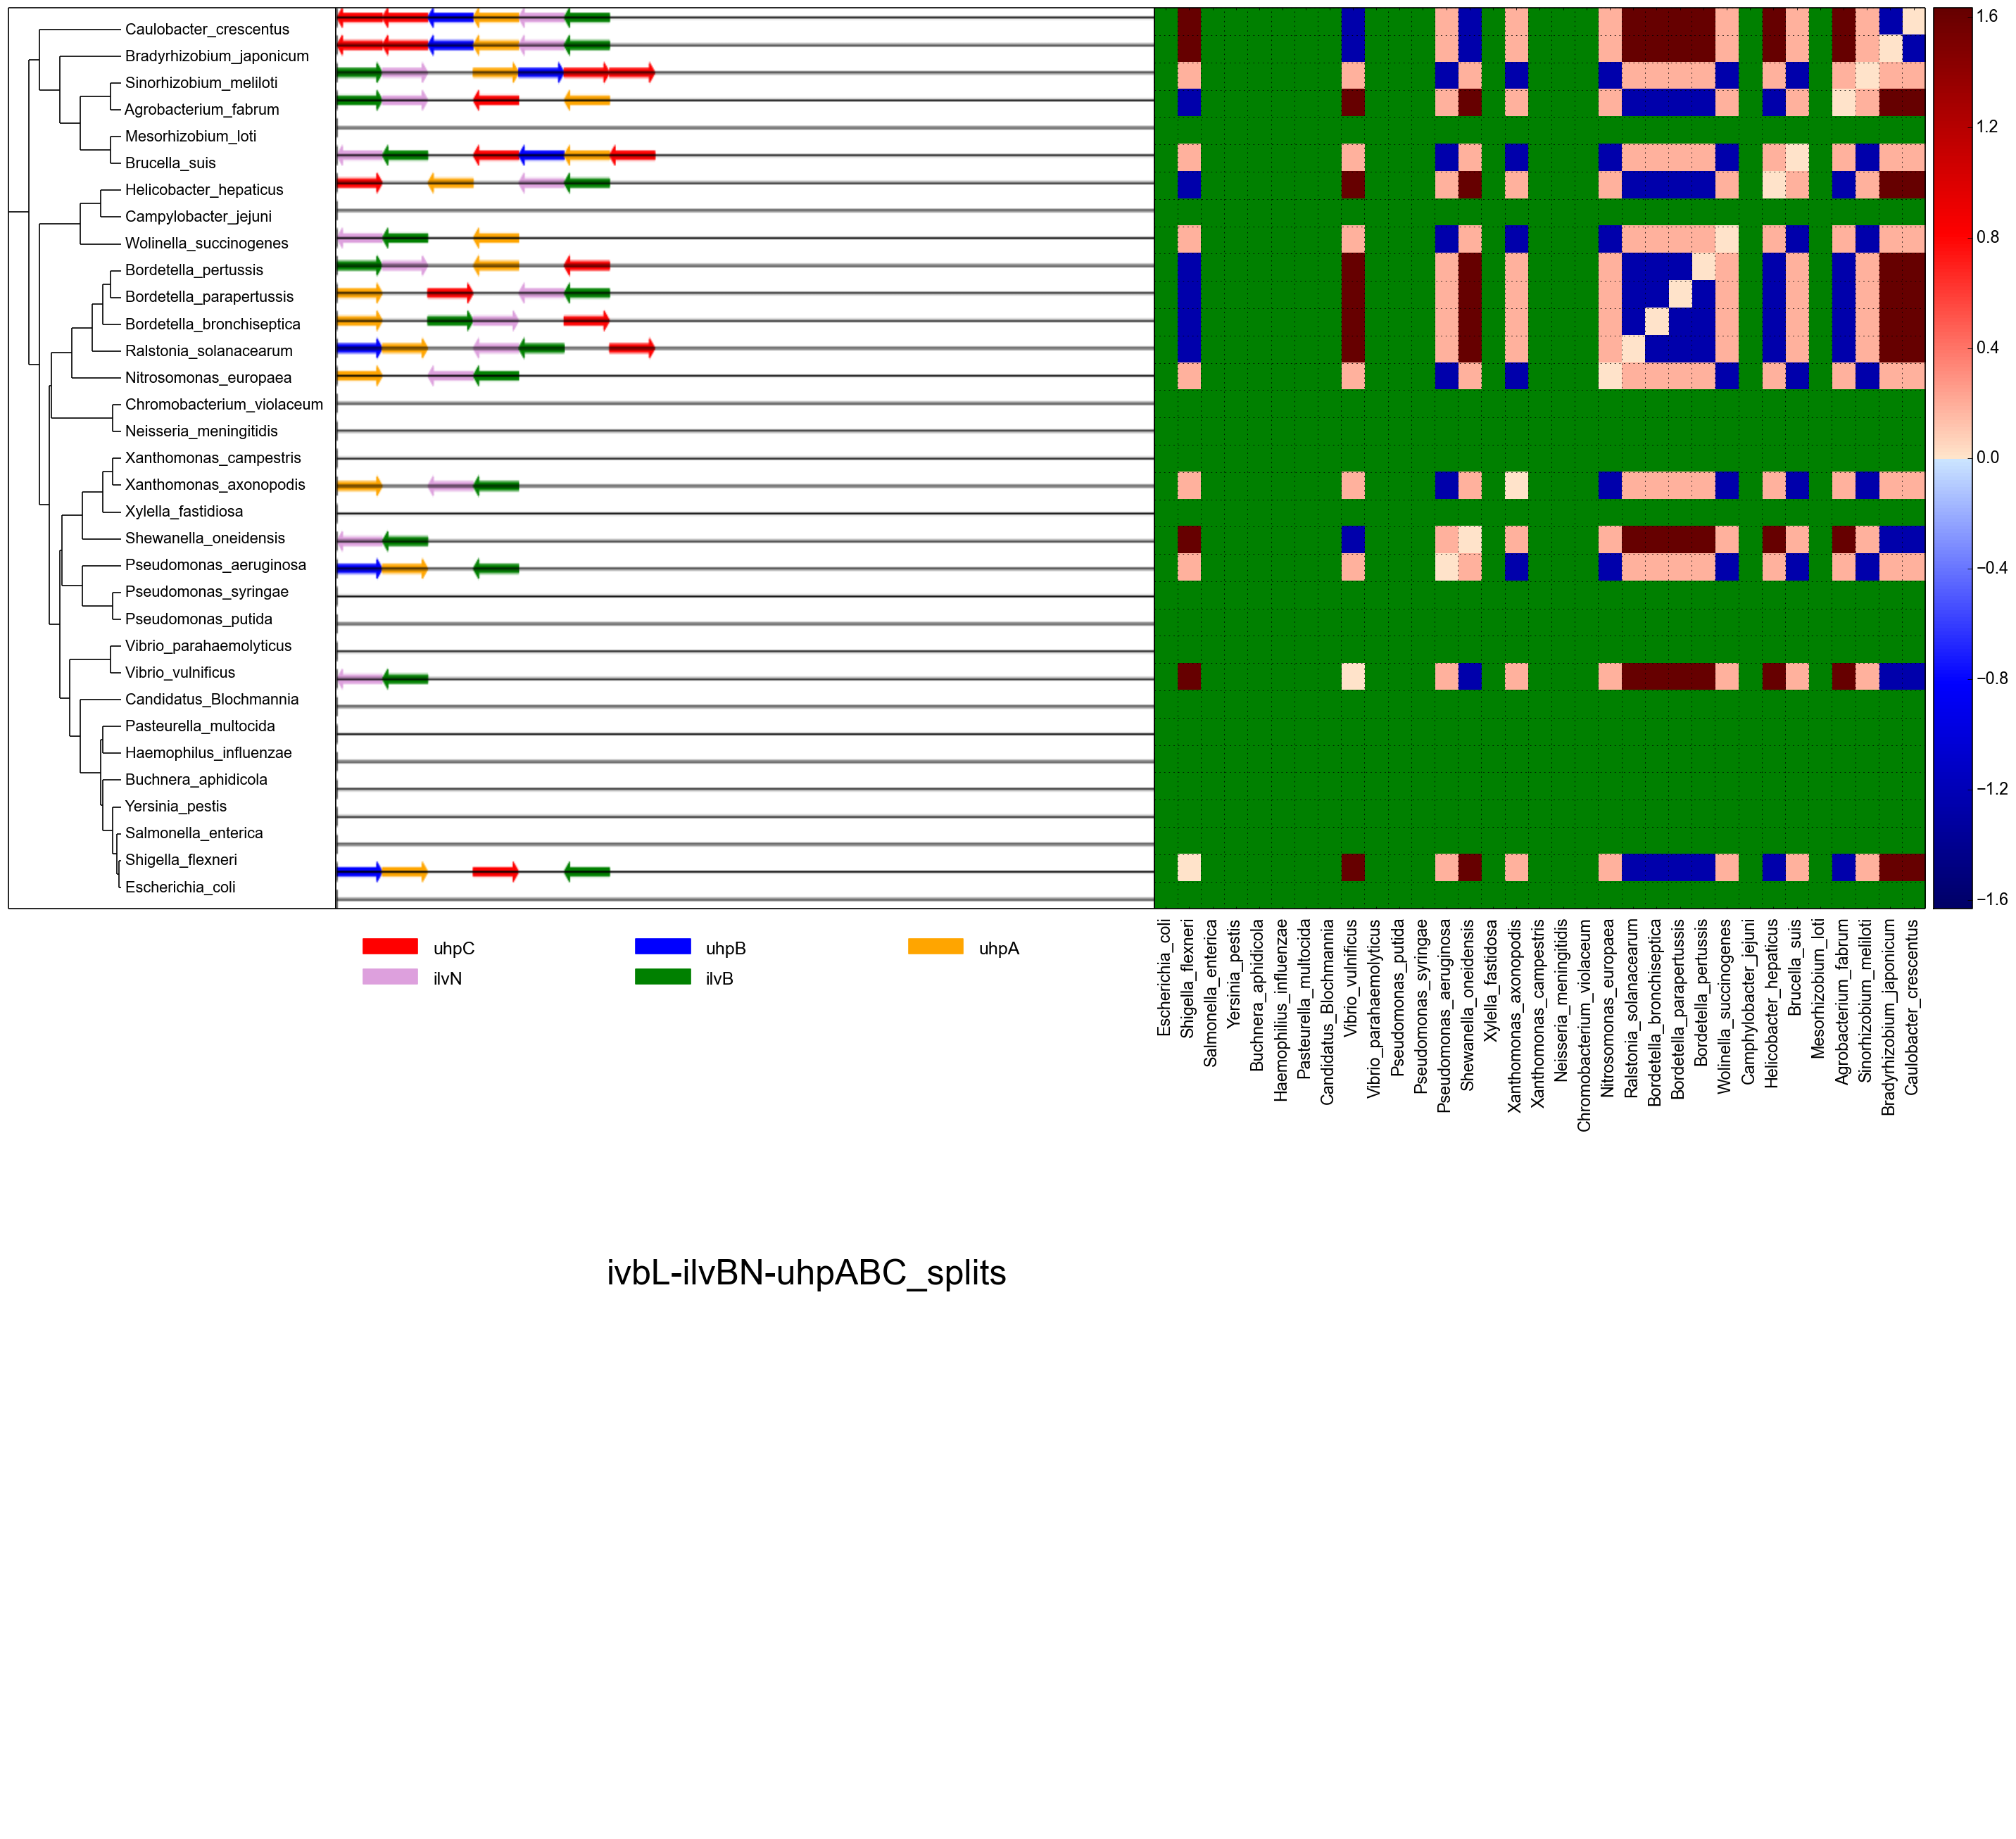 Caulobacter_crescentus
Bradyrhizobium_japonicum
Sinorhizobium_meliloti
Agrobacterium_fabrum
Mesorhizobium_loti
Brucella_suis
Helicobacter_hepaticus
Campylobacter_jejuni
Wolinella_succinogenes
Bordetella_pertussis
Bordetella_parapertussis
Bordetella_bronchiseptica
Ralstonia_solanacearum
Nitrosomonas_europaea
Chromobacterium_violaceum
Neisseria_meningitidis
Xanthomonas_campestris
Xanthomonas_axonopodis
Xylella_fastidiosa
Shewanella_oneidensis
Pseudomonas_aeruginosa
Pseudomonas_syringae
Pseudomonas_putida
Vibrio_parahaemolyticus
Vibrio_vulnificus
Candidatus_Blochmannia
Pasteurella_multocida
Haemophilus_influenzae
Buchnera_aphidicola
Yersinia_pestis
Salmonella_enterica
Shigella_flexneri
Escherichia_coli
1.6
1.2
0.8
0.4
0.0
−0.4
−0.8
−1.2
−1.6
uhpC uhpB uhpA
ilvN ilvB
Escherichia_coli
Shigella_flexneri
Salmonella_enterica
Yersinia_pestis
Buchnera_aphidicola
Haemophilus_influenzae
Pasteurella_multocida
Candidatus_Blochmannia
Vibrio_vulnificus
Vibrio_parahaemolyticus
Pseudomonas_putida
Pseudomonas_syringae
Pseudomonas_aeruginosa
Shewanella_oneidensis
Xylella_fastidiosa
Xanthomonas_axonopodis
Xanthomonas_campestris
Neisseria_meningitidis
Chromobacterium_violaceum
Nitrosomonas_europaea
Ralstonia_solanacearum
Bordetella_bronchiseptica
Bordetella_parapertussis
Bordetella_pertussis
Wolinella_succinogenes
Camphylobacter_jejuni
Helicobacter_hepaticus
Brucella_suis
Mesorhizobium_loti
Agrobacterium_fabrum
Sinorhizobium_meliloti
Bradyrhizobium_japonicum
Caulobacter_crescentus
ivbL-ilvBN-uhpABC_splits